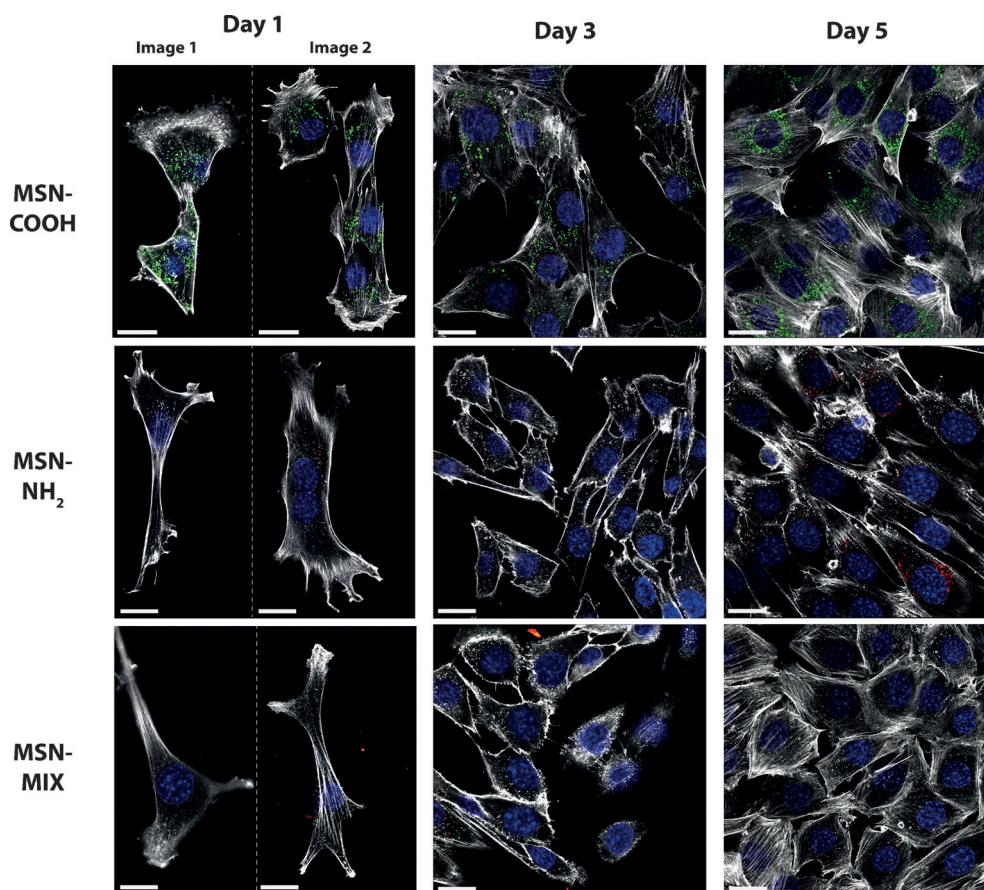 Day 1
Day 3
Day 5
Image 1
Image 2
MSN-
COOH
MSN-
NH₂
MSN-
MIX